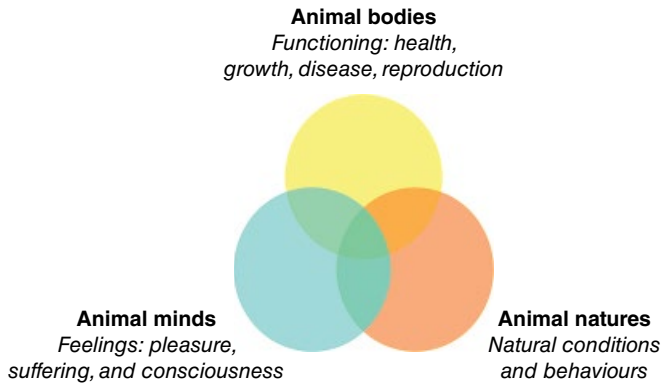 Animal bodies
Functioning: health,
growth, disease, reproduction
Animal minds
Feelings: pleasure,
suffering, and consciousness
Animal natures
Natural conditions
and behaviours